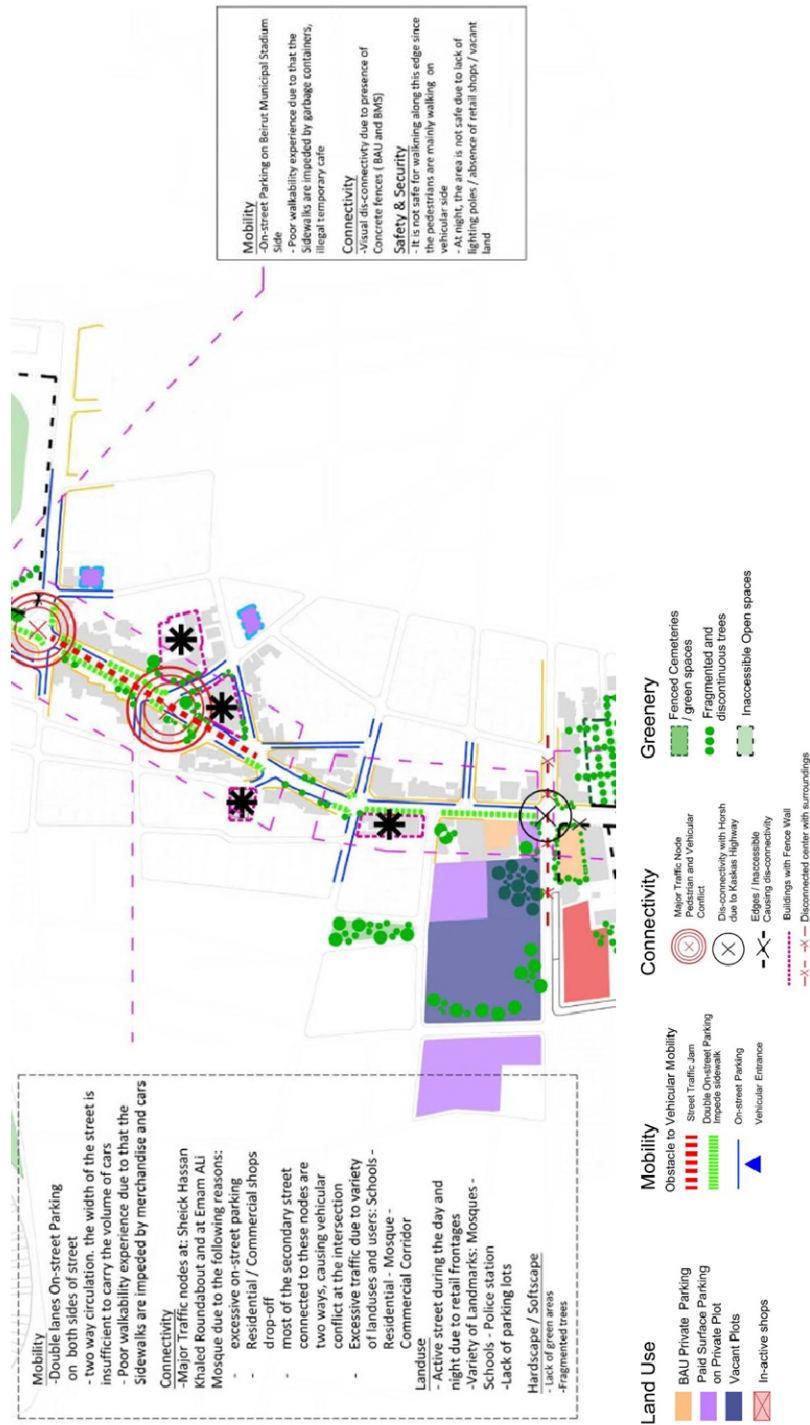 Mobility
-Double lanes On-street Parking
on both sides of street
- two way circulation. the width of the street is
insufficient to carry the volume of cars
- Poor walkability experience due to that the
Sidewalks are impeded by merchandise and cars
Connectivity
-Major Traffic nodes at: Sheick Hassan
Khaled Roundabout and at Emam ALi
Mosque due to the following reasons:
- excessive on-street parking
- Residential / Commercial shops
drop-off
- most of the secondary street
connected to these nodes are
two ways, causing vehicular
conflict at the intersection
- Excessive traffic due to variety
of landuses and users: Schools -
Residential - Mosque -
Commercial Corridor
Landuse
- Active street during the day and
night due to retail frontages
- Variety of Landmarks: Mosques -
Schools - Police station
-Lack of parking lots
Hardscape / Softscape
- Lack of green areas
-Fragmented trees
Mobility
-On-street Parking on Beirut Municipal Stadium
Side
- Poor walkability experience due to that the
Sidewalks are impeded by garbage containers,
illegal temporary cafe
Connectivity
-Visual dis-connectivty due to presence of
Concrete fences ( BAU and BMS)
Safety & Security
- It is not safe for walkning along this edge since
the pedestrians are mainly walking on
vehicular side
- At night, the area is not safe due to lack of
lighting poles / absence of retail shops / vacant
land
Land Use
BAU Private Parking
Paid Surface Parking
on Private Plot
Vacant Plots
In-active shops
Mobility
Obstacle to Vehicular Mobility
Street Traffic Jam
Double On-street Parking
Impede sidewalk
On-street Parking
Vehicular Entrance
Connectivity
Major Traffic Node
Pedstrian and Vehicular
Conflict
Dis-connectivity with Horsh
due to Kaskas Highway
Edges / Inaccessible
Causing dis-connectivity
Buildings with Fence Wall
Disconnected center with surroundings
Greenery
Fenced Cemeteries
/ green spaces
Fragmented and
discontinuous trees
Inaccessible Open spaces